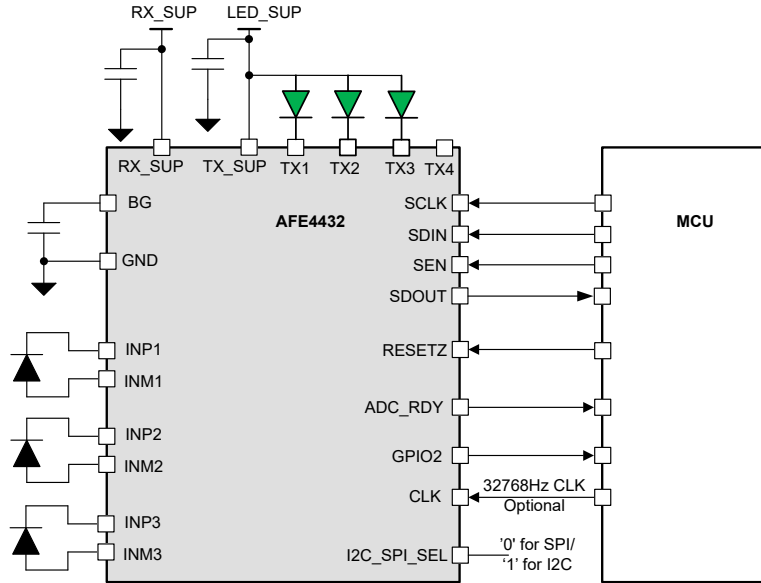 RX_SUP
LED_SUP
RX_SUP
TX_SUP
TX1
TX2
TX3
TX4
BG
AFE4432
SCLK
MCU
SDIN
GND
SEN
SDOUT
INP1
RESETZ
INM1
ADC_RDY
INP2
INM2
GPIO2
32768Hz CLK
CLK
Optional
INP3
INM3
I2C_SPI_SEL
'0' for SPI/
‘1’ for I2C